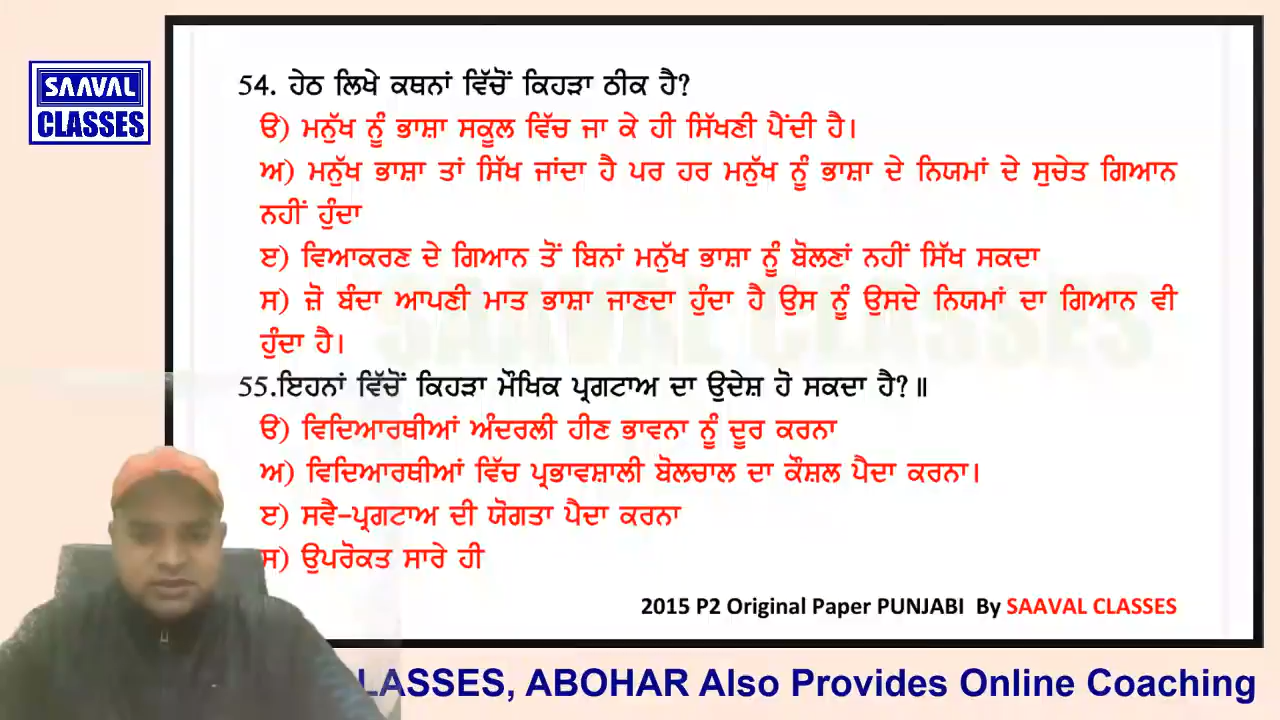 SAAVAL
CLASSES
54. ਹੇਠ ਲਿਖੇ ਕਥਨਾਂ ਵਿੱਚੋਂ ਕਿਹੜਾ ਠੀਕ ਹੈ?
ੳ) ਮਨੁੱਖ ਨੂੰ ਭਾਸ਼ਾ ਸਕੂਲ ਵਿੱਚ ਜਾ ਕੇ ਹੀ ਸਿੱਖਣੀ ਪੈਂਦੀ ਹੈ।
ਅ) ਮਨੁੱਖ ਭਾਸ਼ਾ ਤਾਂ ਸਿੱਖ ਜਾਂਦਾ ਹੈ ਪਰ ਹਰ ਮਨੁੱਖ ਨੂੰ ਭਾਸ਼ਾ ਦੇ ਨਿਯਮਾਂ ਦੇ ਸੁਚੇਤ ਗਿਆਨ
ਨਹੀਂ ਹੁੰਦਾ
ੲ) ਵਿਆਕਰਣ ਦੇ ਗਿਆਨ ਤੋਂ ਬਿਨਾਂ ਮਨੁੱਖ ਭਾਸ਼ਾ ਨੂੰ ਬੋਲਣਾਂ ਨਹੀਂ ਸਿੱਖ ਸਕਦਾ
ਸ) ਜ਼ੋ ਬੰਦਾ ਆਪਣੀ ਮਾਤ ਭਾਸ਼ਾ ਜਾਣਦਾ ਹੁੰਦਾ ਹੈ ਉਸ ਨੂੰ ਉਸਦੇ ਨਿਯਮਾਂ ਦਾ ਗਿਆਨ ਵੀ
ਹੁੰਦਾ ਹੈ।
SAAVAL CLASSES
55.ਇਹਨਾਂ ਵਿੱਚੋਂ ਕਿਹੜਾ ਮੌਖਿਕ ਪ੍ਰਗਟਾਅ ਦਾ ਉਦੇਸ਼ ਹੋ ਸਕਦਾ ਹੈ?॥
ੳ) ਵਿਦਿਆਰਥੀਆਂ ਅੰਦਰਲੀ ਹੀਣ ਭਾਵਨਾ ਨੂੰ ਦੂਰ ਕਰਨਾ
ਅ) ਵਿਦਿਆਰਥੀਆਂ ਵਿੱਚ ਪ੍ਰਭਾਵਸ਼ਾਲੀ ਬੋਲਚਾਲ ਦਾ ਕੌਸ਼ਲ ਪੈਦਾ ਕਰਨਾ।
ੲ) ਸਵੈ-ਪ੍ਰਗਟਾਅ ਦੀ ਯੋਗਤਾ ਪੈਦਾ ਕਰਨਾ
ਸ) ਉਪਰੋਕਤ ਸਾਰੇ ਹੀ
2015 P2 Original Paper PUNJABI By SAAVAL CLASSES
LASSES, ABOHAR Also Provides Online Coaching